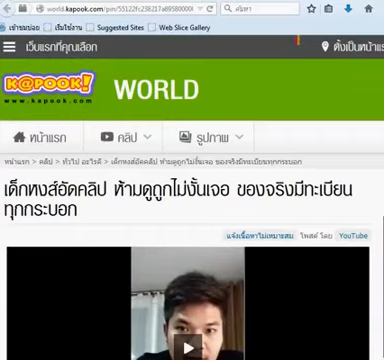 world.kapook.com/pin/55122fc238217a8958000
ค้นหา
เข้าชมบ่อย เริ่มใช้งาน Suggested Sites Web Slice Gallery
เว็บแรกที่คุณเลือก ตั้งเป็นหน้าแร
KAPOOK! WORLD
www.kapook.com
หน้าแรก คลิป รูปภาพ
หน้าแรก > คลิป > ทั่วไป อะไรดี > เด็กหงส์อัดคลิป ห้ามดูถูกไม่งั้นเจอ ของจริงมีทะเบียนทุกกระบอก
เด็กหงส์อัดคลิป ห้ามดูถูกไม่งั้นเจอ ของจริงมีทะเบียน
ทุกกระบอก
แจ้งเนื้อหาไม่เหมาะสม โพสต์ โดย YouTube